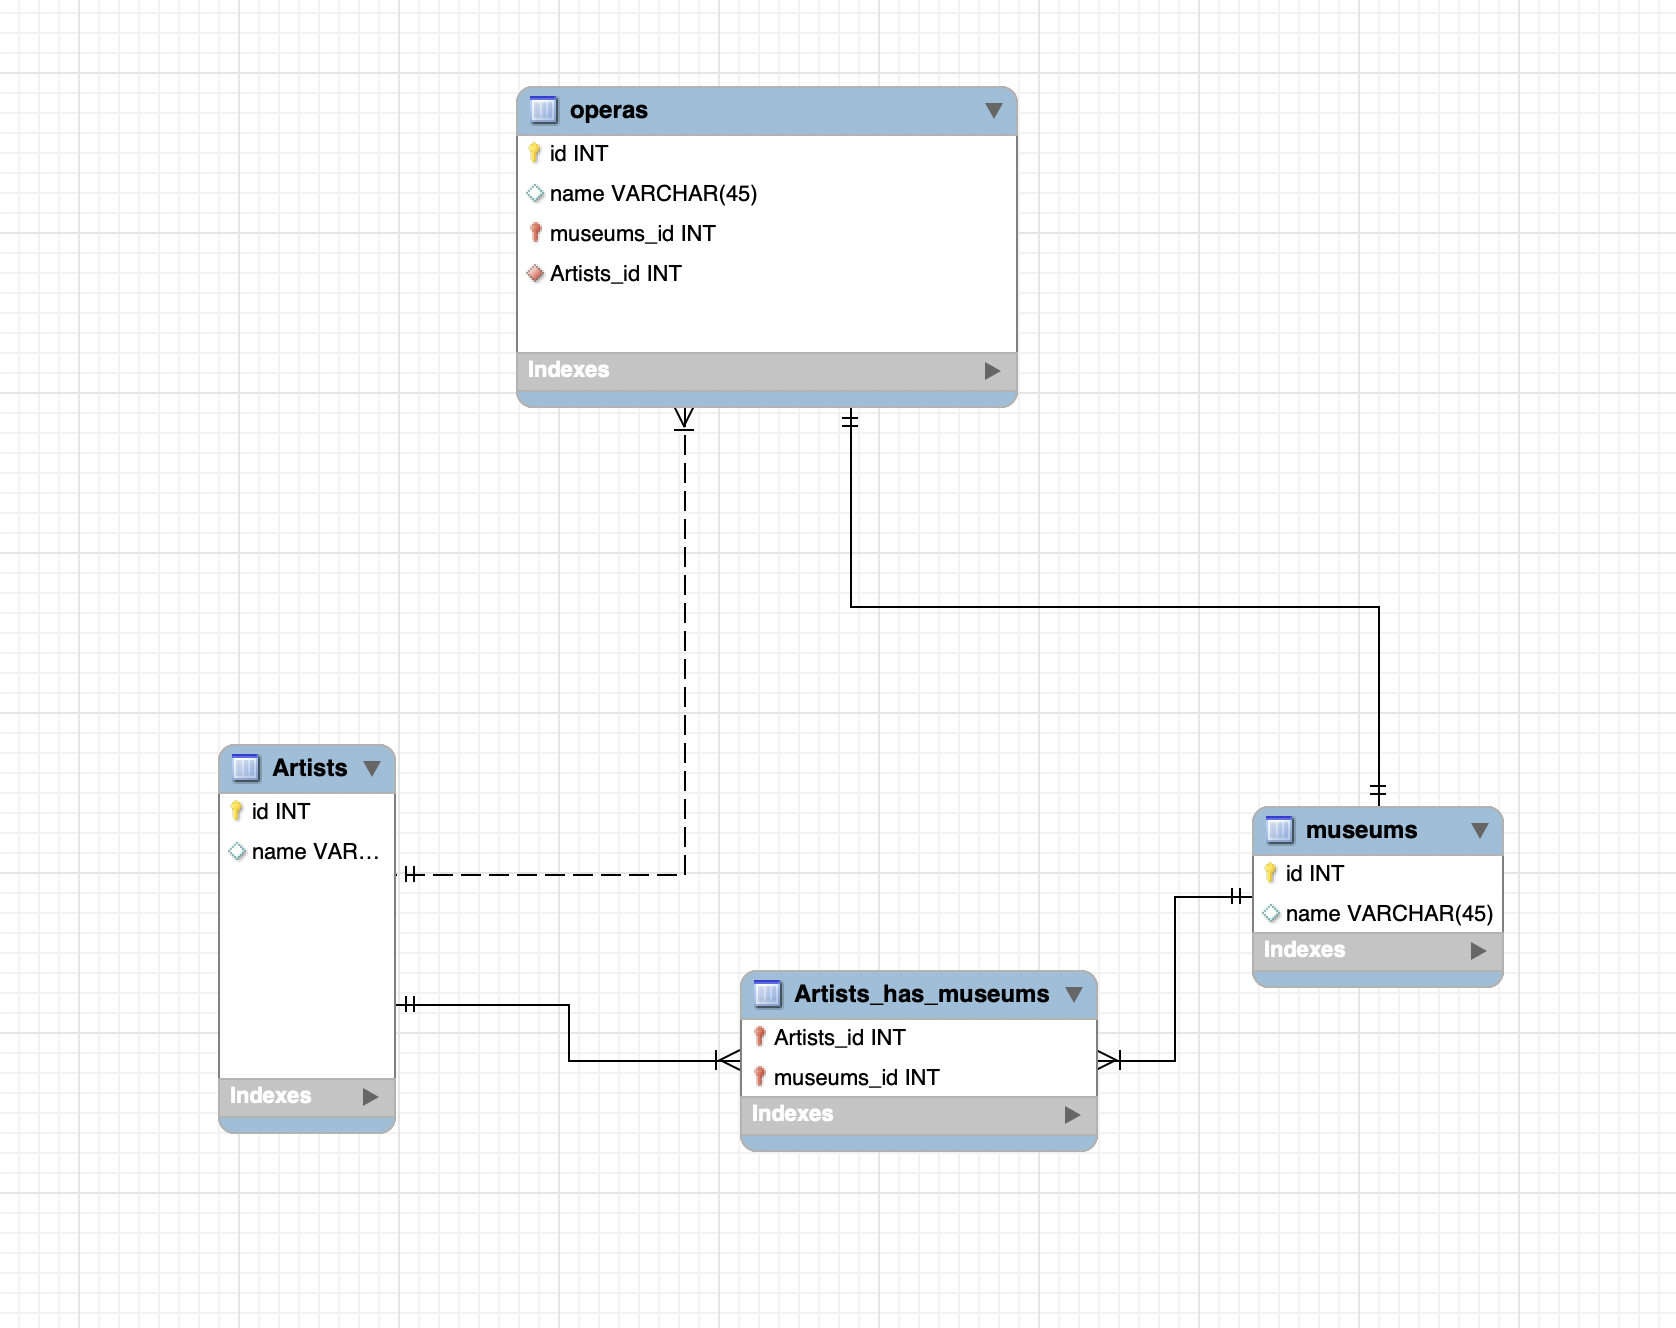 operas
id INT
name VARCHAR(45)
museums_id INT
Artists_id INT
Indexes
Artists
id INT
name VAR...
Indexes
museums
id INT
name VARCHAR(45)
Indexes
Artists_has_museums
Artists_id INT
museums_id INT
Indexes